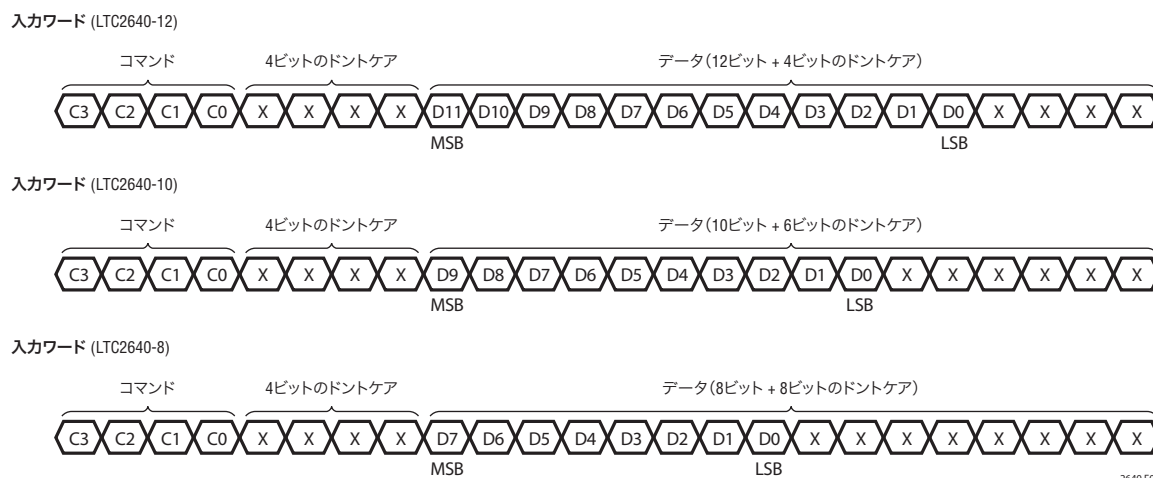 入力ワード (LTC2640-12)
コマンド 4ビットのドントケア データ(12ビット + 4ビットのドントケア)
C3 C2 C1 C0 X X X X D11 D10 D9 D8 D7 D6 D5 D4 D3 D2 D1 D0 X X X X
MSB LSB
入力ワード (LTC2640-10)
コマンド 4ビットのドントケア データ(10ビット + 6ビットのドントケア)
C3 C2 C1 C0 X X X X D9 D8 D7 D6 D5 D4 D3 D2 D1 D0 X X X X X X
MSB LSB
入力ワード (LTC2640-8)
コマンド 4ビットのドントケア データ(8ビット + 8ビットのドントケア)
C3 C2 C1 C0 X X X X D7 D6 D5 D4 D3 D2 D1 D0 X X X X X X X X
MSB LSB